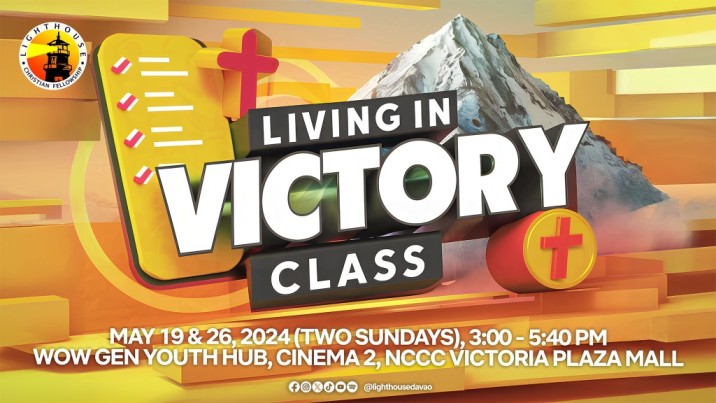 LIGHTHOUSE
CHRISTIAN FELLOWSHIP
LIVING IN
VICTORY
CLASS
MAY 19 & 26, 2024 (TWO SUNDAYS), 3:00 - 5:40 PM
WOW GEN YOUTH HUB, CINEMA 2, NCCC VICTORIA PLAZA MALL
@lighthousedavao